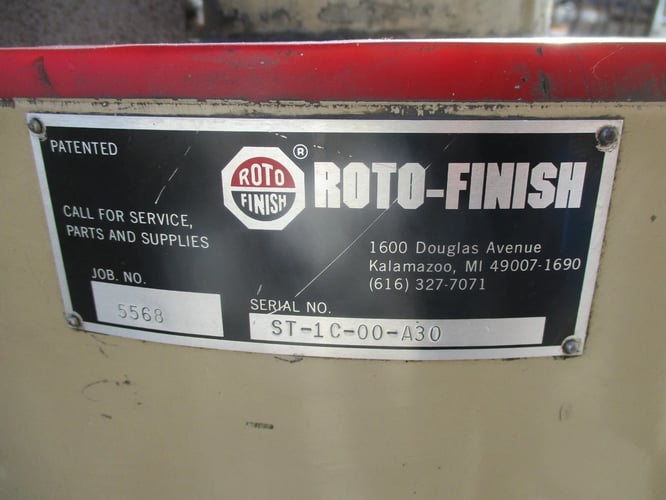 PATENTED
ROTO
FINISH
®
ROTO-FINISH
CALL FOR SERVICE,
PARTS AND SUPPLIES
1600 Douglas Avenue
Kalamazoo, MI 49007-1690
(616) 327-7071
JOB. NO.
5568
SERIAL NO.
ST-1C-00-A30